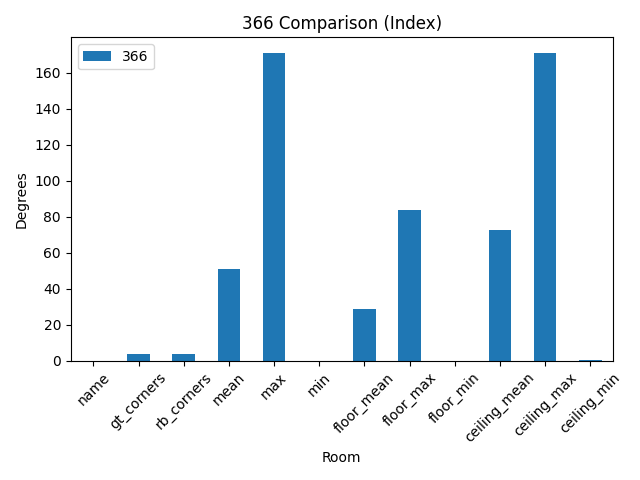 366 Comparison (Index)
366
Degrees
160
140
120
100
80
60
40
20
0
name
gt_corners
rb_corners
mean
max
min
floor_mean
floor_max
floor_min
ceiling_mean
ceiling_max
ceiling_min
Room